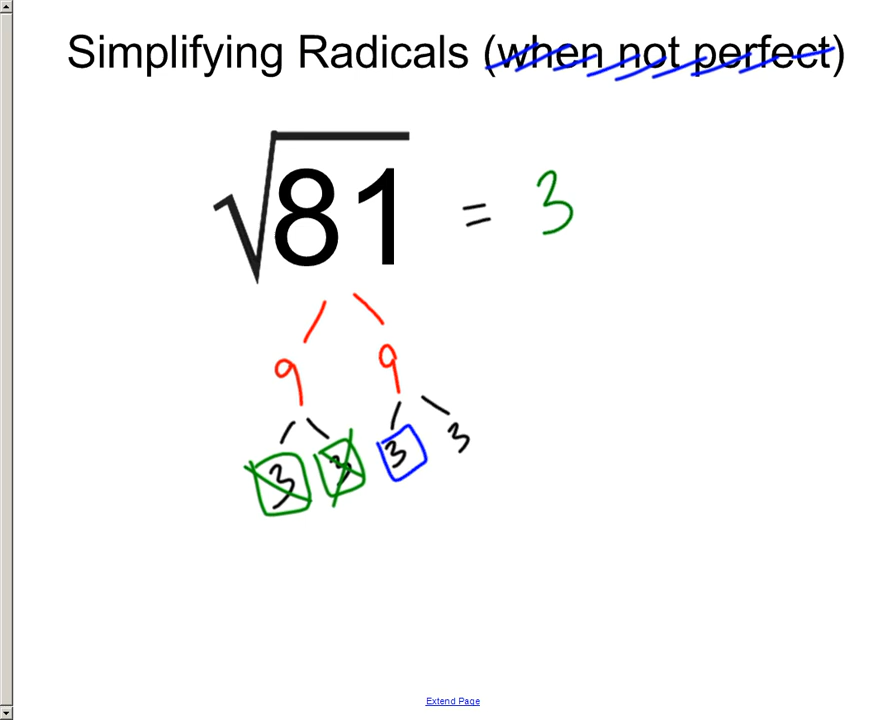 Simplifying Radicals (when not perfect)
√81 = 3
9 9
3 3 3 3
Extend Page